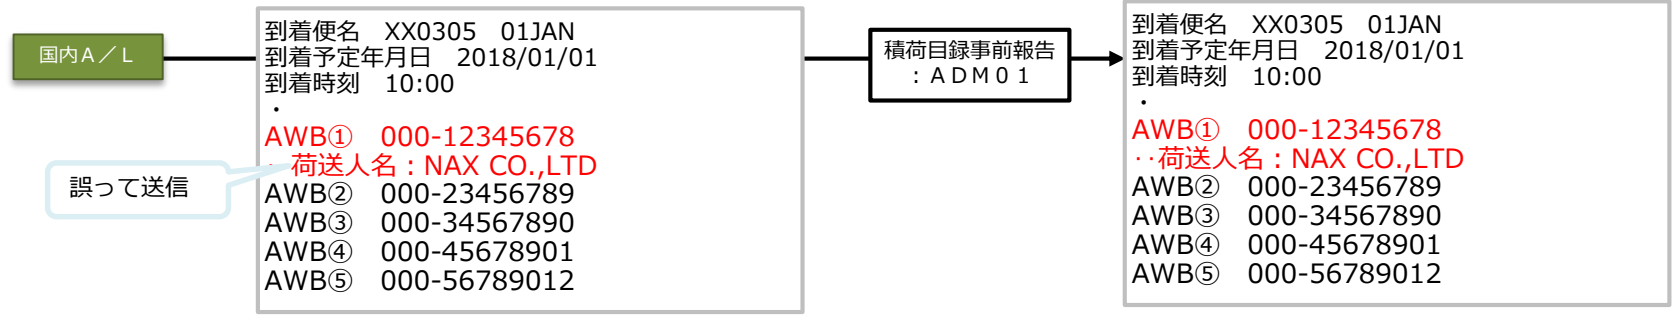 国内A／L
誤って送信
到着便名　XX0305　01JAN
到着予定年月日　2018/01/01
到着時刻　10:00
・
AWB①　000-12345678
‥荷送人名：NAX CO.,LTD
AWB②　000-23456789
AWB③　000-34567890
AWB④　000-45678901
AWB⑤　000-56789012
積荷目録事前報告
：ＡＤＭ０１
到着便名　XX0305　01JAN
到着予定年月日　2018/01/01
到着時刻　10:00
・
AWB①　000-12345678
‥荷送人名：NAX CO.,LTD
AWB②　000-23456789
AWB③　000-34567890
AWB④　000-45678901
AWB⑤　000-56789012